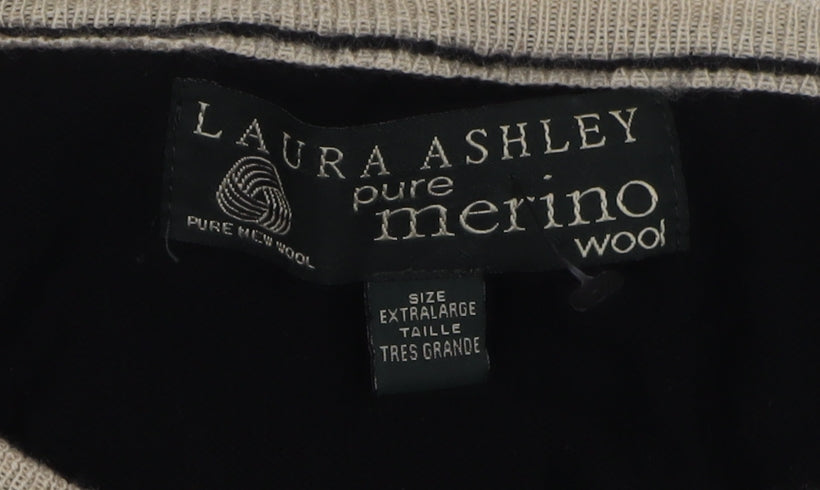 LAURA ASHLEY
pure
merino
wool
PURE NEW WOOL
SIZE
EXTRALARGE
TAILLE
TRES GRANDE